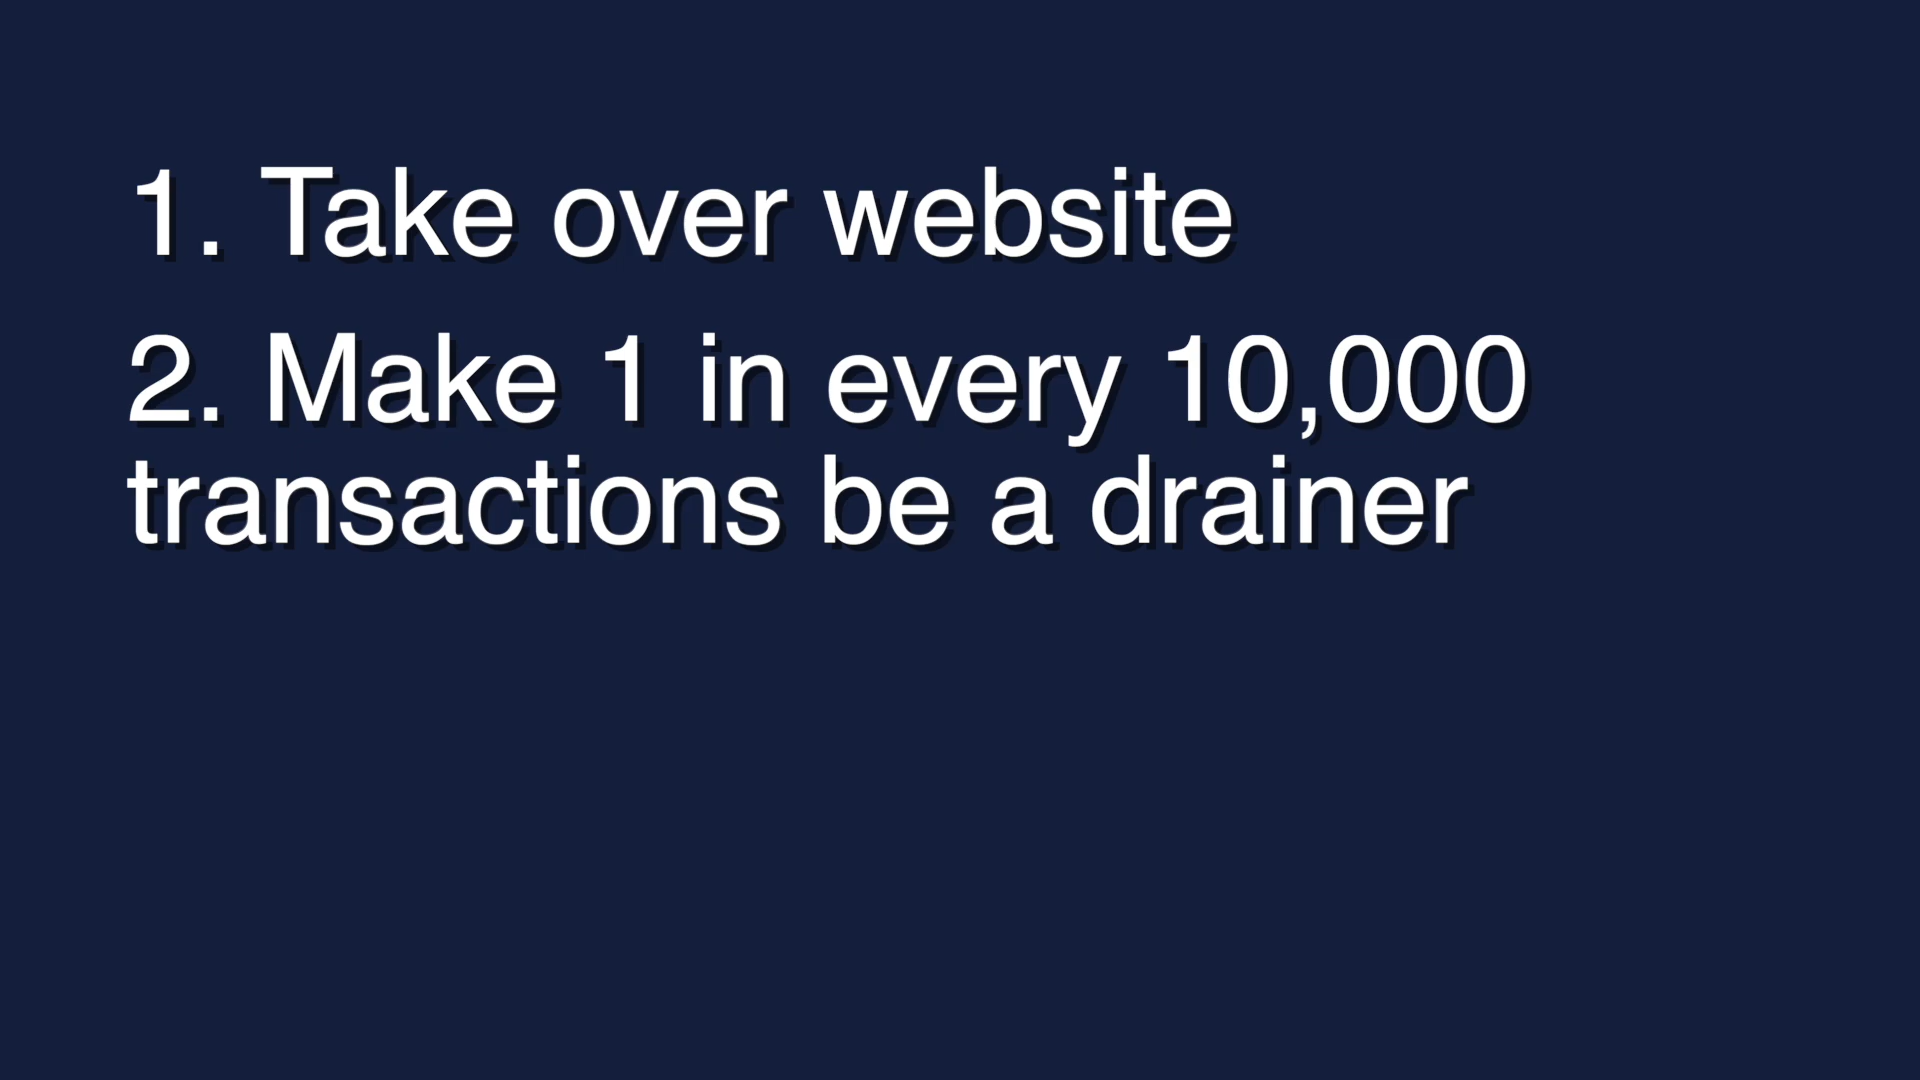 1. Take over website
2. Make 1 in every 10,000
transactions be a drainer